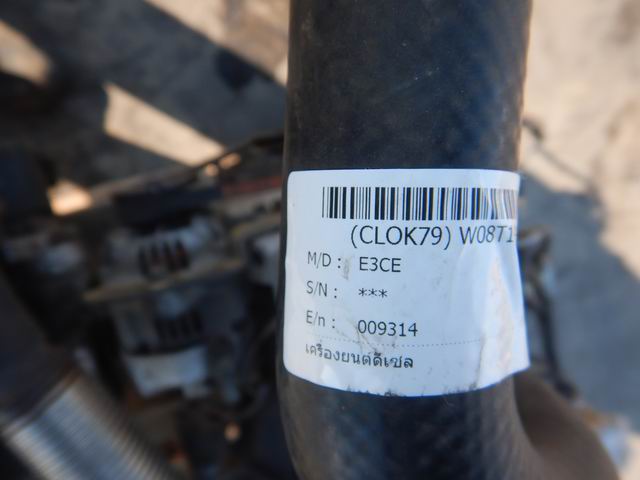 (CLOK79) W08T1
M/D : E3CE
S/N : ***
E/n : 009314
เครื่องยนต์ดีเซล